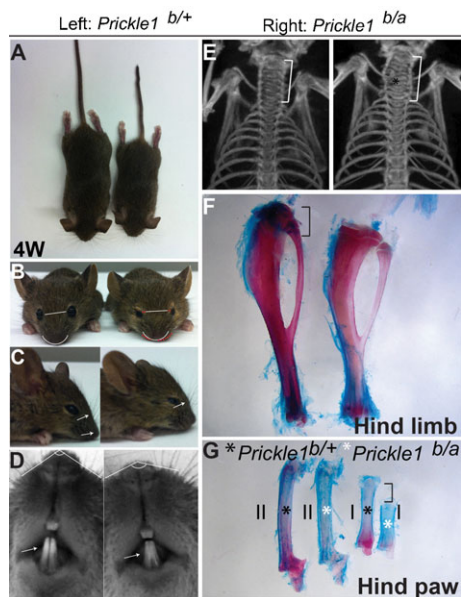 Left: Prickle1 b/+ Right: Prickle1 b/a
A
4W
B
C
D
E
*
F
Hind limb
G *Prickle1 b/+ *Prickle1 b/a
II * II * I * * I
Hind paw